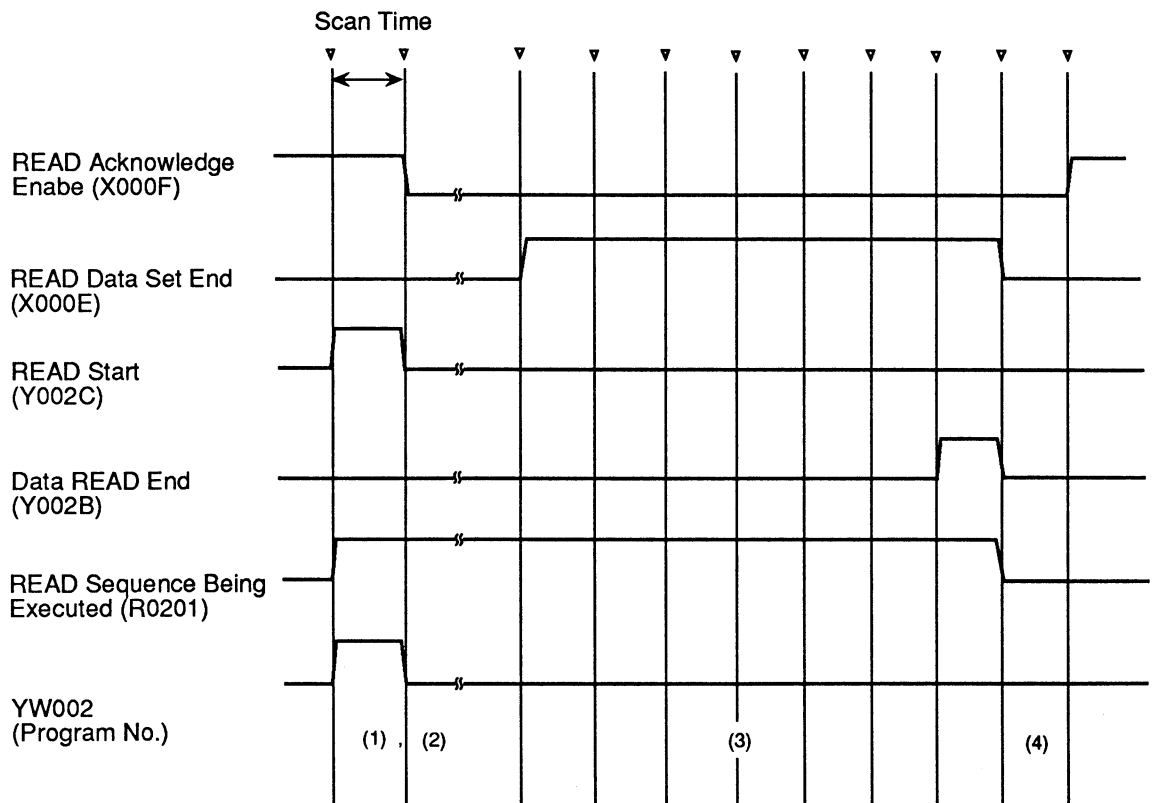 Scan Time
READ Acknowledge
Enabe (X000F)
READ Data Set End
(X000E)
READ Start
(Y002C)
Data READ End
(Y002B)
READ Sequence Being
Executed (R0201)
YW002
(Program No.)
(1) , (2) (3) (4)